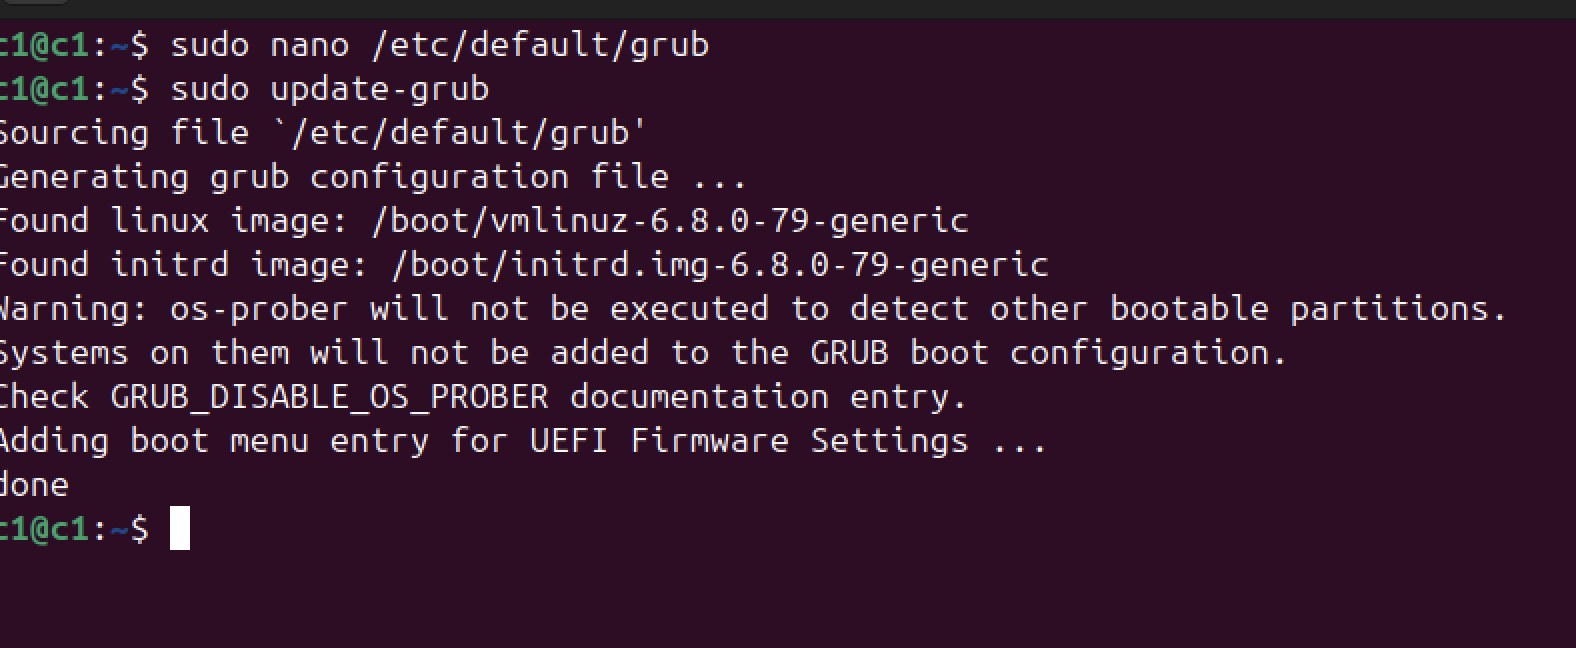 c1@c1:~$ sudo nano /etc/default/grub
c1@c1:~$ sudo update-grub
Sourcing file `/etc/default/grub'
Generating grub configuration file ...
Found linux image: /boot/vmlinuz-6.8.0-79-generic
Found initrd image: /boot/initrd.img-6.8.0-79-generic
Warning: os-prober will not be executed to detect other bootable partitions.
Systems on them will not be added to the GRUB boot configuration.
Check GRUB_DISABLE_OS_PROBER documentation entry.
Adding boot menu entry for UEFI Firmware Settings ...
done
c1@c1:~$